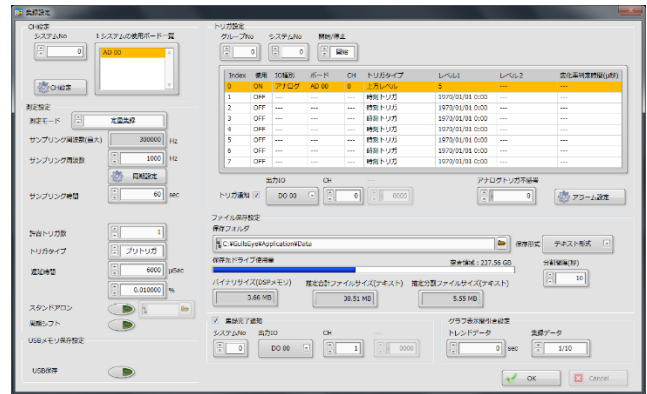 集録設定
CH設定
システムNo
1システムの使用ボード一覧
0
AD 00
CH設定
測定設定
測定モード
定量集録
サンプリング周波数(最大)
300000
Hz
サンプリング周波数
1000
Hz
同期設定
サンプリング時間
60
sec
許容トリガ数
1
トリガタイプ
プリトリガ
遅延時間
6000
μSec
0.010000
%
スタンドアロン
周期シフト
USBメモリ保存設定
USB保存
トリガ設定
グループNo
システムNo
開始/停止
0
0
開始
Index 使用 IO種別 ボード CH トリガタイプ レベル1 レベル2 変化率判定時間(μ秒)
0 ON アナログ AD 00 0 上方レベル 5 --- ---
1 OFF --- --- --- 時刻トリガ 1970/01/01 0:00 --- ---
2 OFF --- --- --- 時刻トリガ 1970/01/01 0:00 --- ---
3 OFF --- --- --- 時刻トリガ 1970/01/01 0:00 --- ---
4 OFF --- --- --- 時刻トリガ 1970/01/01 0:00 --- ---
5 OFF --- --- --- 時刻トリガ 1970/01/01 0:00 --- ---
6 OFF --- --- --- 時刻トリガ 1970/01/01 0:00 --- ---
7 OFF --- --- --- 時刻トリガ 1970/01/01 0:00 --- ---
出力IO
CH
---
アナログトリガ不感帯
トリガ通知
DO 00
0
0005
0
アラーム設定
ファイル保存設定
保存フォルダ
C:¥GullsEye¥Application¥Data
保存形式
テキスト形式
保存先ドライブ使用量
空き領域 : 237.56 GB
分割間隔(秒)
10
バイナリサイズ(DSPメモリ)
推定合計ファイルサイズ(テキスト)
推定分割ファイルサイズ(テキスト)
3.66 MB
38.51 MB
5.55 MB
集録完了通知
システムNo
出力IO
CH
---
0
DO 00
1
0000
グラフ表示間引き設定
トレンドデータ
集録データ
0
sec
1/10
OK
Cancel